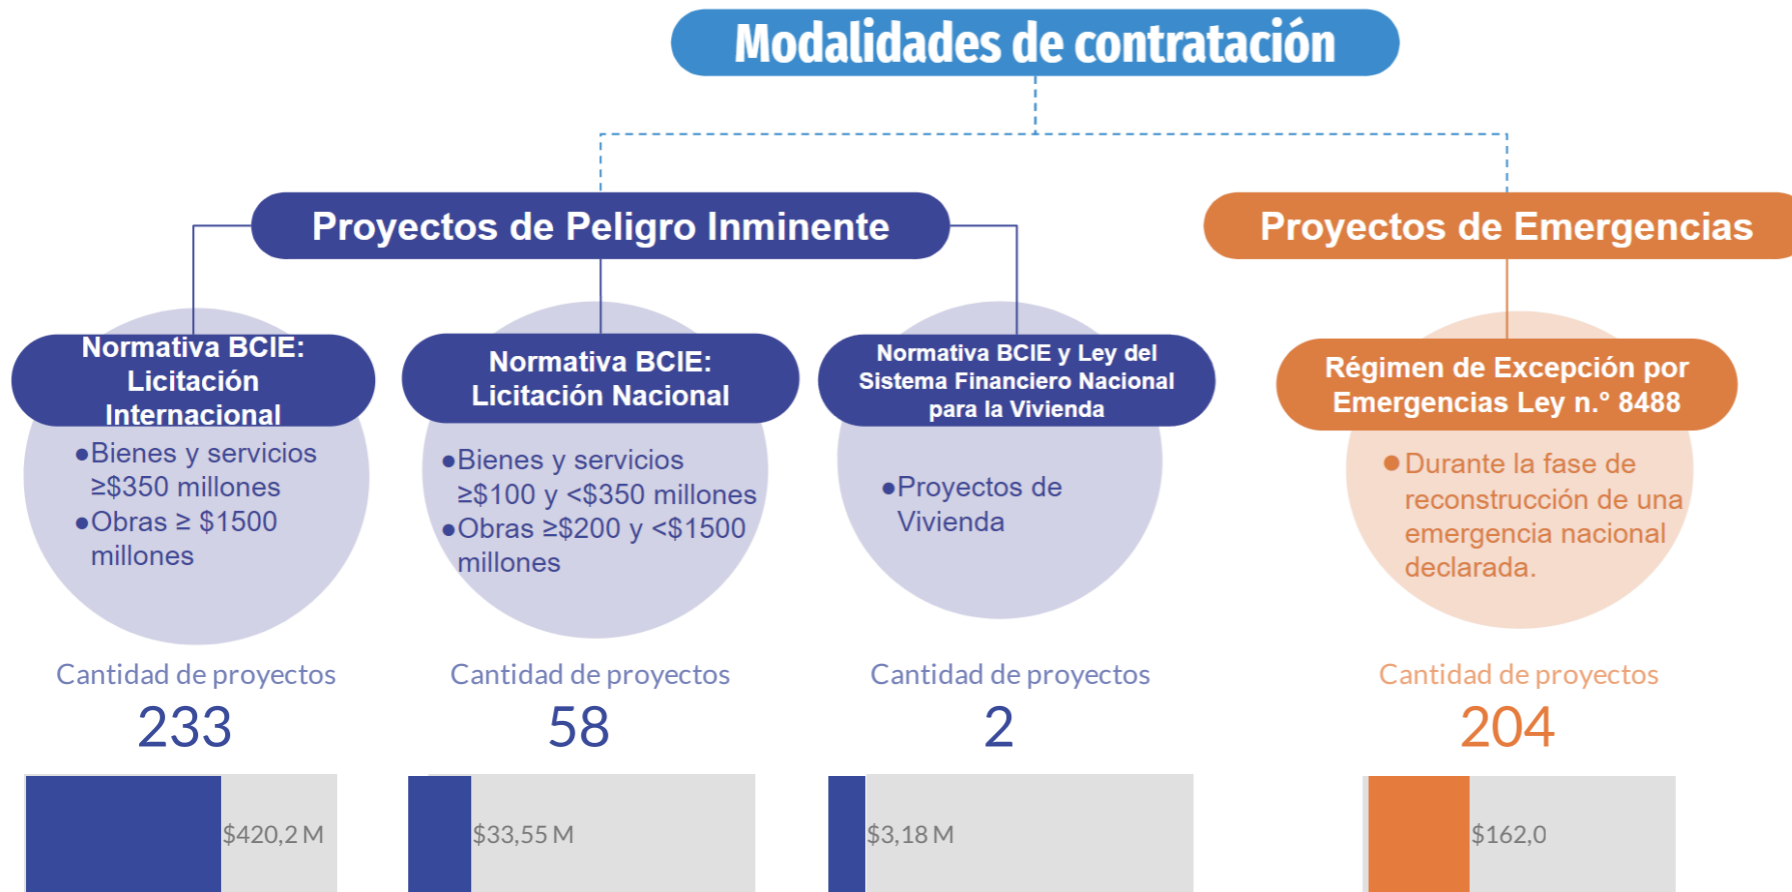 Modalidades de contratación
Proyectos de Peligro Inminente
Proyectos de Emergencias
Normativa BCIE:
Licitación
Internacional
●Bienes y servicios
≥$350 millones
●Obras ≥ $1500
millones
Normativa BCIE:
Licitación Nacional
●Bienes y servicios
≥$100 y <$350 millones
●Obras ≥$200 y <$1500
millones
Normativa BCIE y Ley del
Sistema Financiero Nacional
para la Vivienda
●Proyectos de
Vivienda
Régimen de Excepción por
Emergencias Ley n.° 8488
● Durante la fase de
reconstrucción de una
emergencia nacional
declarada.
Cantidad de proyectos
233
$420,2 M
Cantidad de proyectos
58
$33,55 M
Cantidad de proyectos
2
$3,18 M
Cantidad de proyectos
204
$162,0